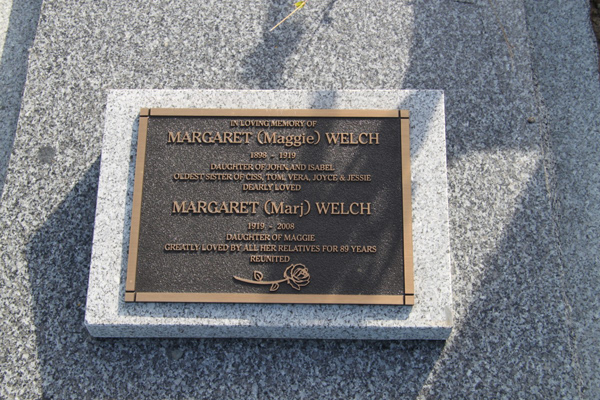 IN LOVING MEMORY OF
MARGARET (Maggie) WELCH
1898 - 1919
DAUGHTER OF JOHN AND ISABEL
OLDEST SISTER OF CISS, TOM, VERA, JOYCE & JESSIE
DEARLY LOVED
MARGARET (Marj) WELCH
1919 - 2008
DAUGHTER OF MAGGIE
GREATLY LOVED BY ALL HER RELATIVES FOR 89 YEARS
REUNITED